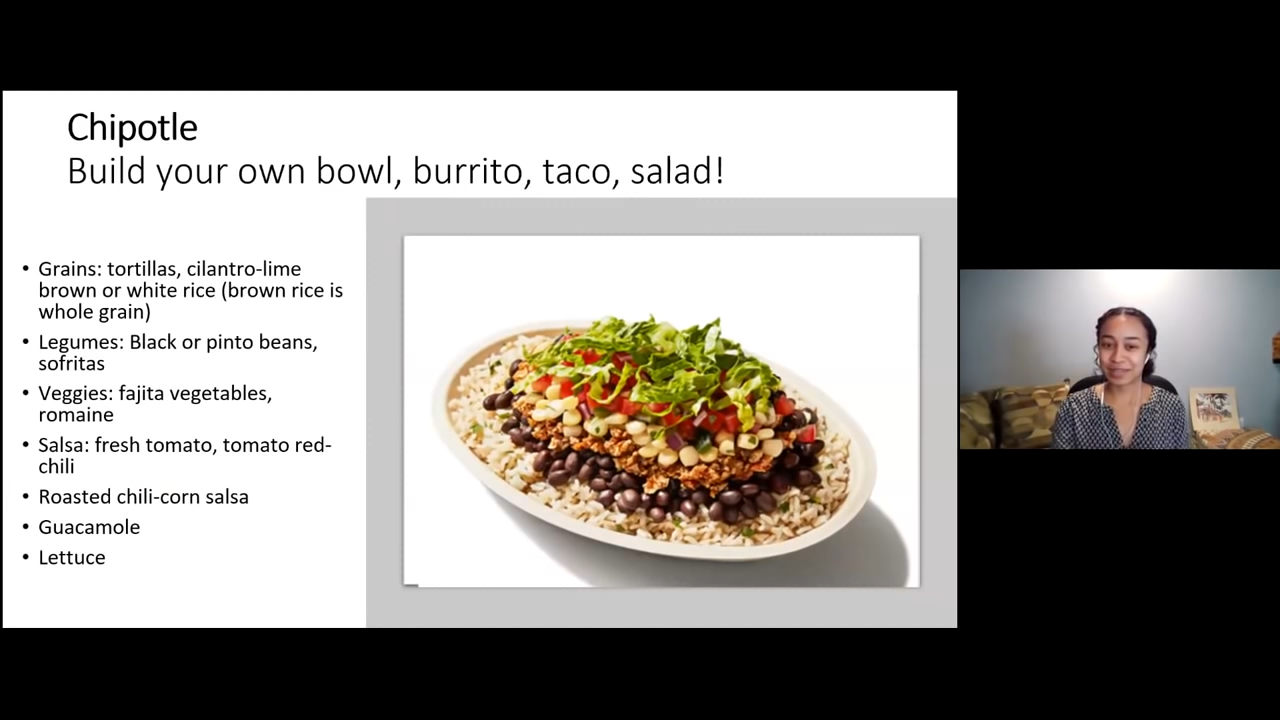 Chipotle
Build your own bowl, burrito, taco, salad!
• Grains: tortillas, cilantro-lime
brown or white rice (brown rice is
whole grain)
• Legumes: Black or pinto beans,
sofritas
• Veggies: fajita vegetables,
romaine
• Salsa: fresh tomato, tomato red-
chili
• Roasted chili-corn salsa
• Guacamole
• Lettuce